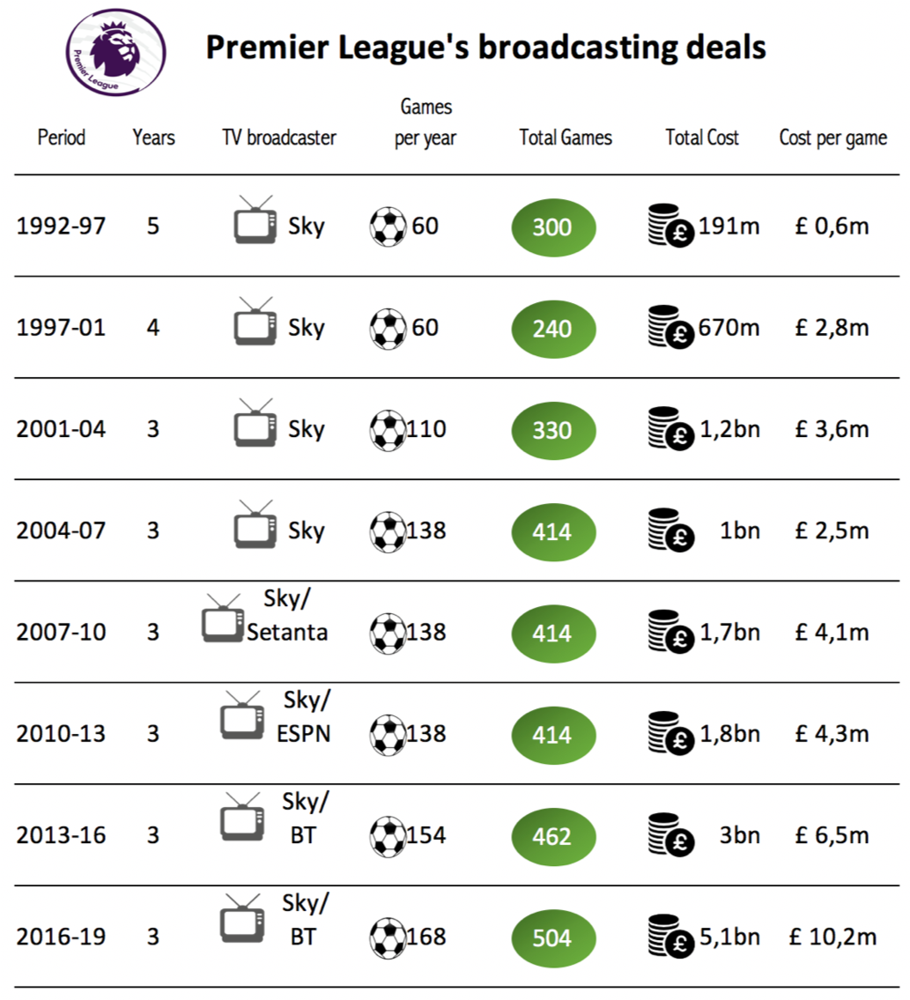 Premier League
Premier League's broadcasting deals
Period Years TV broadcaster Games per year Total Games Total Cost Cost per game
1992-97 5 Sky 60 300 £ 191m £ 0,6m
1997-01 4 Sky 60 240 £ 670m £ 2,8m
2001-04 3 Sky 110 330 £ 1,2bn £ 3,6m
2004-07 3 Sky 138 414 £ 1bn £ 2,5m
2007-10 3 Sky/ Setanta 138 414 £ 1,7bn £ 4,1m
2010-13 3 Sky/ ESPN 138 414 £ 1,8bn £ 4,3m
2013-16 3 Sky/ BT 154 462 £ 3bn £ 6,5m
2016-19 3 Sky/ BT 168 504 £ 5,1bn £ 10,2m